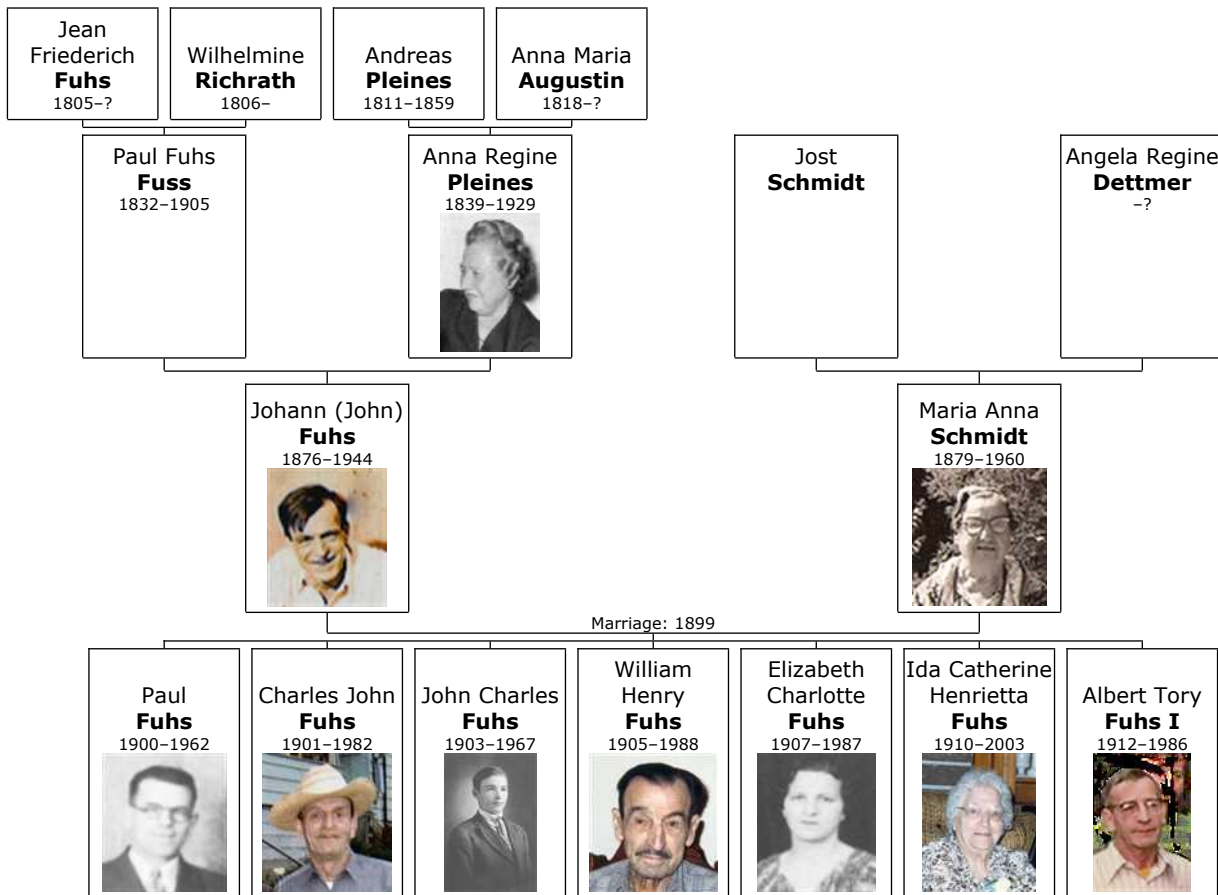 Jean
Friederich
Fuhs
1805–?
Wilhelmine
Richrath
1806–
Andreas
Pleines
1811–1859
Anna Maria
Augustin
1818–?
Paul Fuhs
Fuss
1832–1905
Anna Regine
Pleines
1839–1929
Jost
Schmidt
Angela Regine
Dettmer
–?
Johann (John)
Fuhs
1876–1944
Maria Anna
Schmidt
1879–1960
Marriage: 1899
Paul
Fuhs
1900–1962
Charles John
Fuhs
1901–1982
John Charles
Fuhs
1903–1967
William
Henry
Fuhs
1905–1988
Elizabeth
Charlotte
Fuhs
1907–1987
Ida Catherine
Henrietta
Fuhs
1910–2003
Albert Tory
Fuhs I
1912–1986